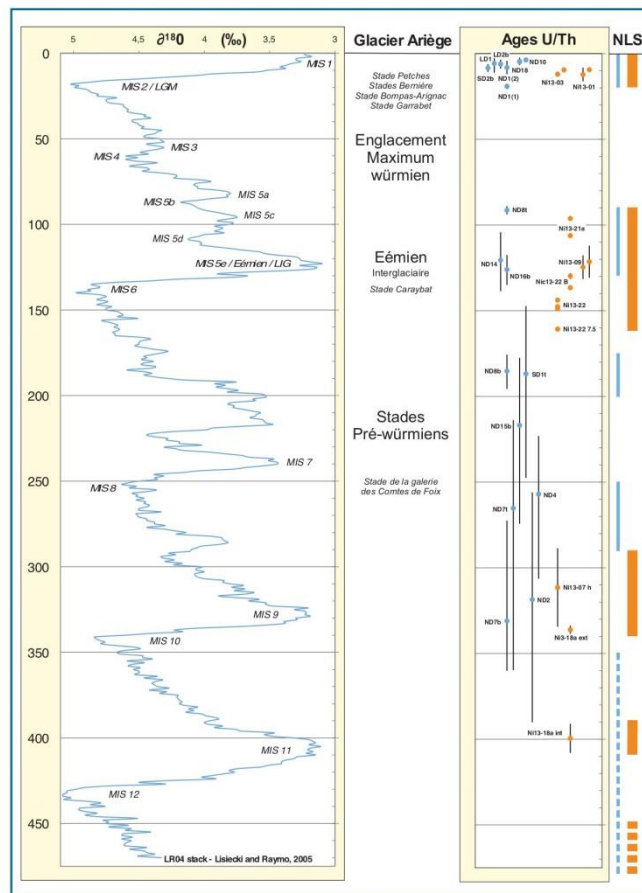 ∂18O (‰)
5 4,5 4 3,5 3
0
50
100
150
200
250
300
350
400
450
MIS 1
MIS 2 / LGM
MIS 3
MIS 4
MIS 5a
MIS 5b
MIS 5c
MIS 5d
MIS 5e / Eémien / LIG
MIS 6
MIS 7
MIS 8
MIS 9
MIS 10
MIS 11
MIS 12
LR04 stack - Lisiecki and Raymo, 2005
Glacier Ariège
Stade Petches
Stades Bernière
Stade Bompas-Arignac
Stade Garrabet
Englacement
Maximum
würmien
Eémien
Interglaciaire
Stade Caraybat
Stades
Pré-würmiens
Stade de la galerie
des Comtes de Foix
Ages U/Th
LD2b
LD1
ND10
ND18
SD2b
ND1(2)
Ni13-03
Ni13-01
ND1(1)
ND8t
Ni13-21a
ND14
Ni13-09
ND16b
Nic13-22 B
Ni13-22
Ni13-22 7.5
ND8b
SD1t
ND15b
ND4
ND7t
Ni13-07 h
ND2
ND7b
Ni3-18a ext
Ni13-18a int
NLS